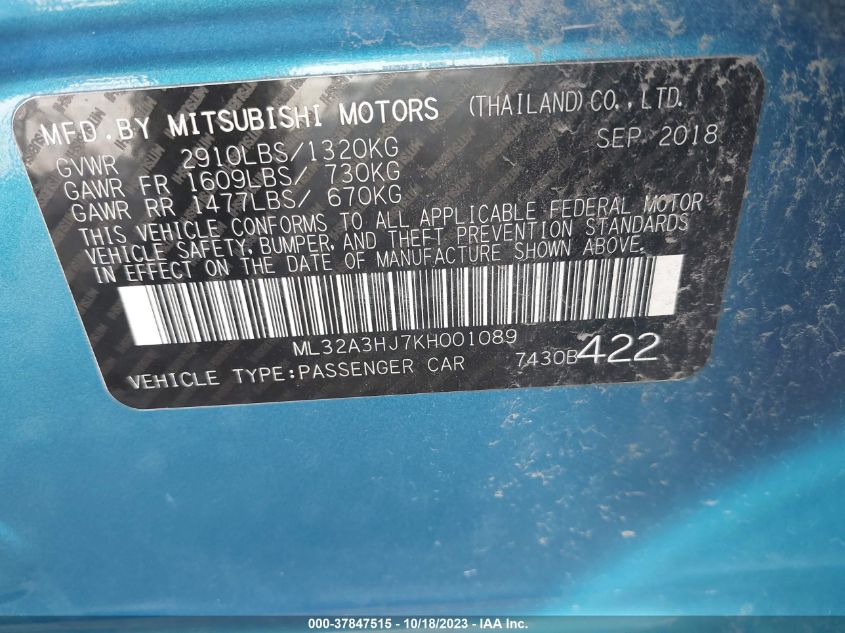 MFD. BY MITSUBISHI MOTORS (THAILAND) CO., LTD.
GVWR 2910LBS/1320KG SEP 2018
GAWR FR 1609LBS/ 730KG
GAWR RR 1477LBS/ 670KG
THIS VEHICLE CONFORMS TO ALL APPLICABLE FEDERAL MOTOR
VEHICLE SAFETY, BUMPER, AND THEFT PREVENTION STANDARDS
IN EFFECT ON THE DATE OF MANUFACTURE SHOWN ABOVE.
ML32A3HJ7KH001089
VEHICLE TYPE:PASSENGER CAR 7430B422
000-37847515 - 10/18/2023 - IAA Inc.